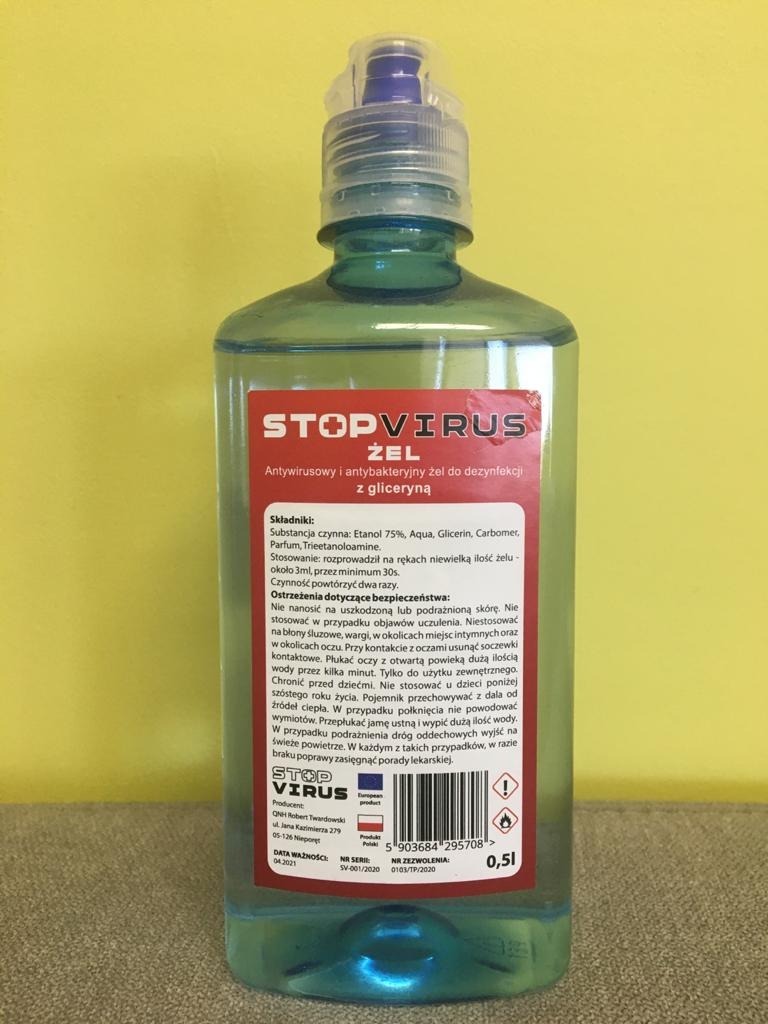 STOPVIRUS
ŻEL
Antywirusowy i antybakteryjny żel do dezynfekcji
z gliceryną
Składniki:
Substancja czynna: Etanol 75%, Aqua, Glicerin, Carbomer,
Parfum, Trieetanoloamine.
Stosowanie: rozprowadził na rękach niewielką ilość żelu -
około 3ml, przez minimum 30s.
Czynność powtórzyć dwa razy.
Ostrzeżenia dotyczące bezpieczeństwa:
Nie nanosić na uszkodzoną lub podrażnioną skórę. Nie
stosować w przypadku objawów uczulenia. Niestosować
na błony śluzowe, wargi, w okolicach miejsc intymnych oraz
w okolicach oczu. Przy kontakcie z oczami usunąć soczewki
kontaktowe. Płukać oczy z otwartą powieką dużą ilością
wody przez kilka minut. Tylko do użytku zewnętrznego.
Chronić przed dziećmi. Nie stosować u dzieci poniżej
szóstego roku życia. Pojemnik przechowywać z dala od
źródeł ciepła. W przypadku połknięcia nie powodować
wymiotów. Przepłukać jamę ustną i wypić dużą ilość wody.
W przypadku podrażnienia dróg oddechowych wyjść na
świeże powietrze. W każdym z takich przypadków, w razie
braku poprawy zasięgnąć porady lekarskiej.
STOP
VIRUS
Producent:
QNH Robert Twardowski
ul. Jana Kazimierza 279
05-126 Nieporęt
European
product
Produkt
Polski
5 903684 295708 >
DATA WAŻNOŚCI:
04.2021
NR SERII:
SV-001/2020
NR ZEZWOLENIA:
0103/TP/2020
0,5l